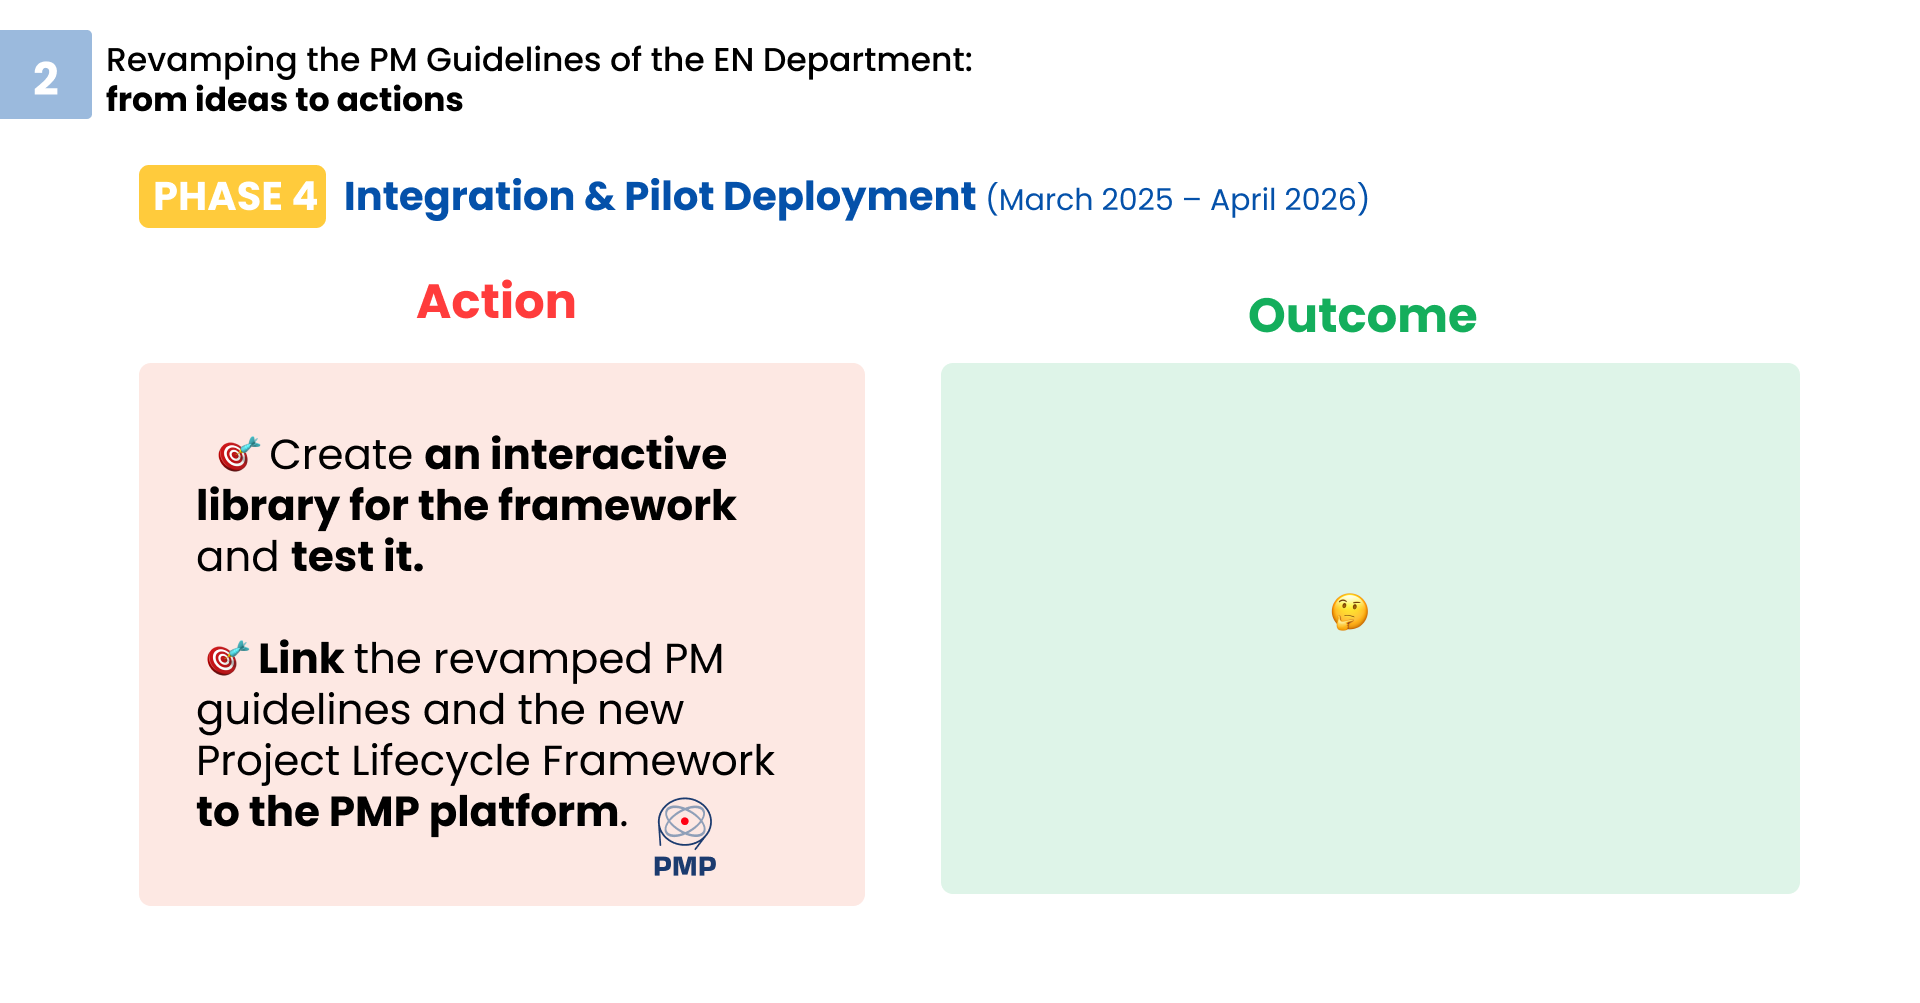 2
Revamping the PM Guidelines of the EN Department:
from ideas to actions
PHASE 4 Integration & Pilot Deployment (March 2025 – April 2026)
Action
🎯 Create an interactive
library for the framework
and test it.
🎯 Link the revamped PM
guidelines and the new
Project Lifecycle Framework
to the PMP platform.
PMP
Outcome
🤔